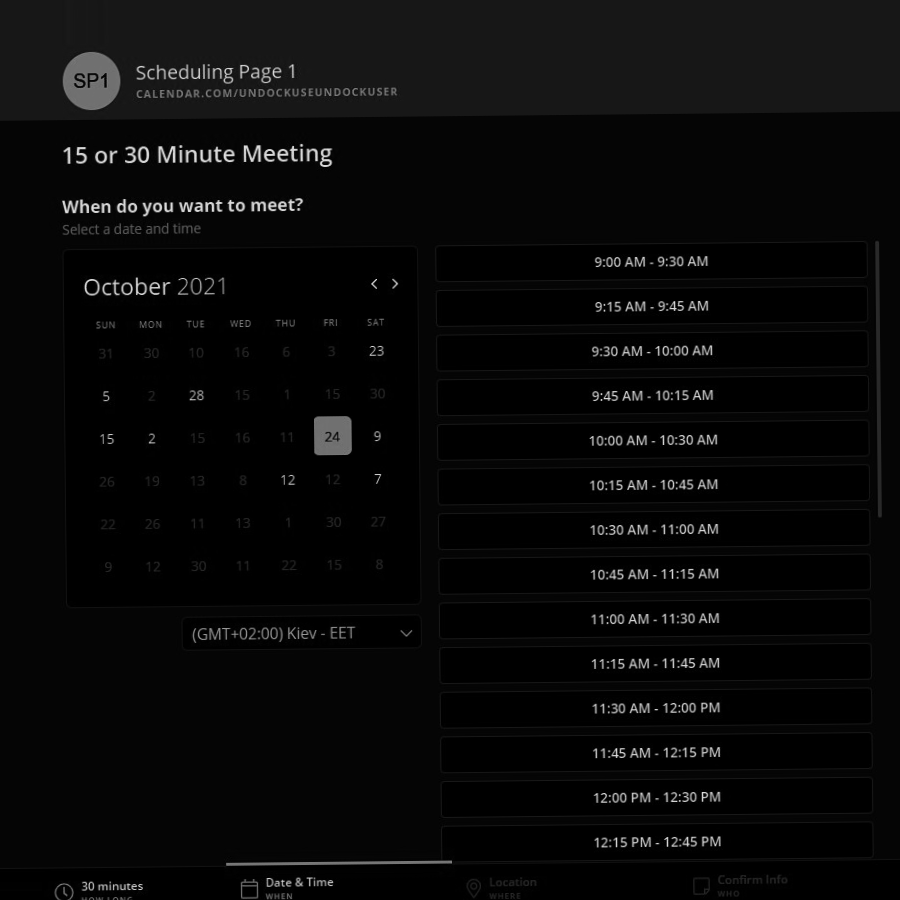 SP1
Scheduling Page 1
CALENDAR.COM/UNDOCKUSEUNDOCKUSER
15 or 30 Minute Meeting
When do you want to meet?
Select a date and time
October 2021
SUN MON TUE WED THU FRI SAT
31 30 10 16 6 3 23
5 2 28 15 1 15 30
15 2 15 16 11 24 9
26 19 13 8 12 12 7
22 26 11 13 1 30 27
9 12 30 11 22 15 8
(GMT+02:00) Kiev - EET
9:00 AM - 9:30 AM
9:15 AM - 9:45 AM
9:30 AM - 10:00 AM
9:45 AM - 10:15 AM
10:00 AM - 10:30 AM
10:15 AM - 10:45 AM
10:30 AM - 11:00 AM
10:45 AM - 11:15 AM
11:00 AM - 11:30 AM
11:15 AM - 11:45 AM
11:30 AM - 12:00 PM
11:45 AM - 12:15 PM
12:00 PM - 12:30 PM
12:15 PM - 12:45 PM
30 minutes
HOW LONG
Date & Time
WHEN
Location
WHERE
Confirm Info
WHO